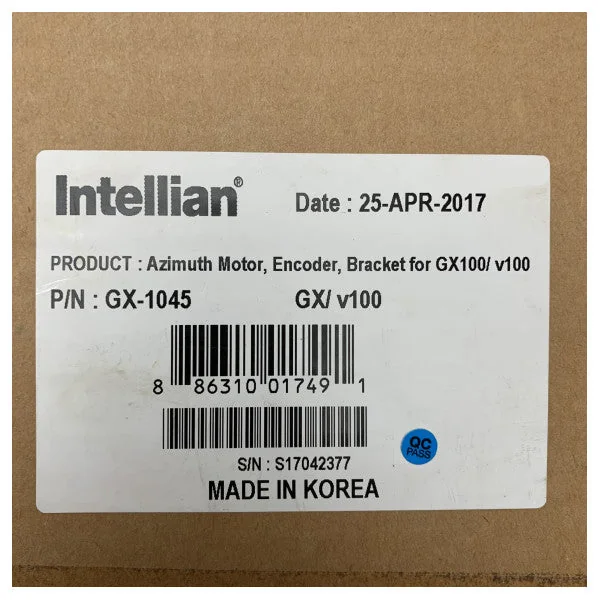 Intellian®
Date : 25-APR-2017
PRODUCT : Azimuth Motor, Encoder, Bracket for GX100/ v100
P/N : GX-1045 GX/ v100
8 86310 01749 1
QC
PASS
S/N : S17042377
MADE IN KOREA